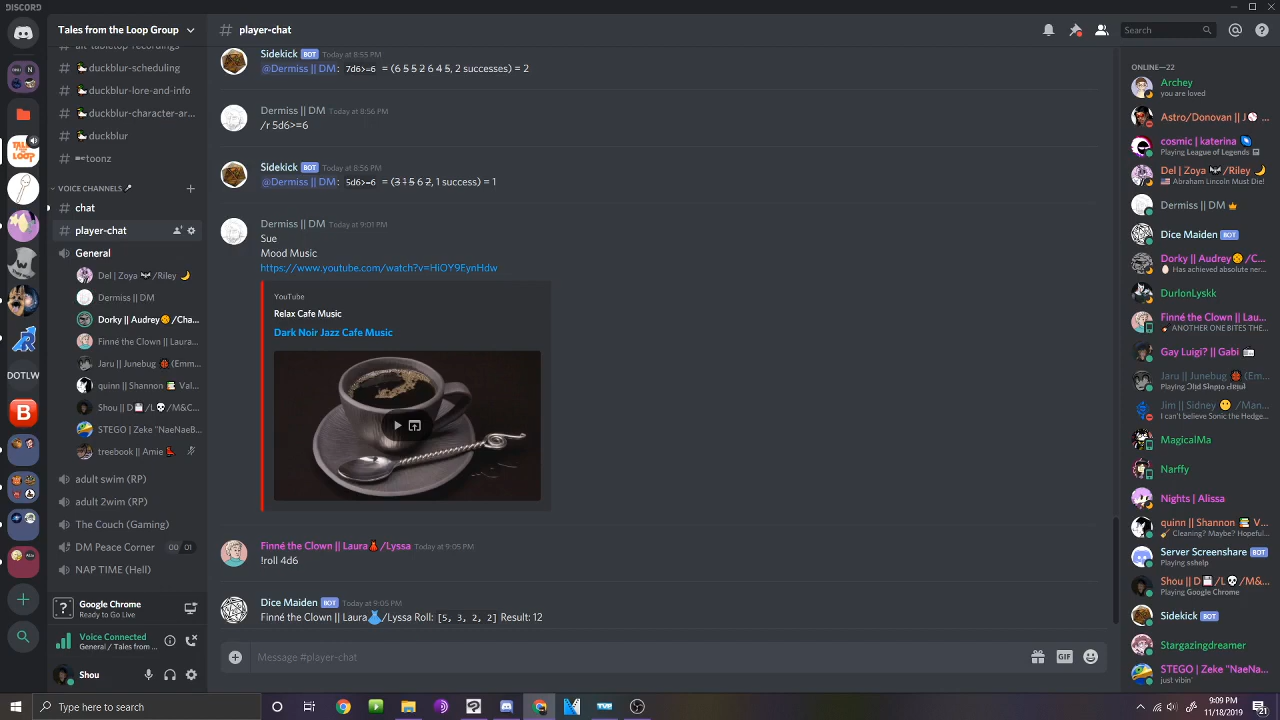 DISCORD
Tales from the Loop Group
player-chat
Search
duckblur-scheduling
duckblur-lore-and-info
duckblur-character-ar...
duckblur
toonz
VOICE CHANNELS
chat
player-chat
General
Del | Zoya /Riley
Dermiss || DM
Dorky || Audrey /Cha...
Finné the Clown || Laura...
Jaru || Junebug (Emm...
quinn || Shannon Val...
Shou || D /L /M&C...
STEGO | Zeke "NaeNaeB...
treebook || Amie
adult swim (RP)
adult 2wim (RP)
The Couch (Gaming)
DM Peace Corner 00 01
NAP TIME (Hell)
Google Chrome
Ready to Go Live
Voice Connected
General / Tales from ...
Shou
DOTLW
B
Sidekick BOT Today at 8:55 PM
@Dermiss || DM: 7d6>=6 = (6 5 5 2 6 4 5, 2 successes) = 2
Dermiss || DM Today at 8:56 PM
/r 5d6>=6
Sidekick BOT Today at 8:56 PM
@Dermiss || DM: 5d6>=6 = (3 1 5 6 2, 1 success) = 1
Dermiss || DM Today at 9:01 PM
Sue
Mood Music
https://www.youtube.com/watch?v=HiOY9EynHdw
YouTube
Relax Cafe Music
Dark Noir Jazz Cafe Music
Finné the Clown || Laura /Lyssa Today at 9:05 PM
!roll 4d6
Dice Maiden BOT Today at 9:05 PM
Finné the Clown || Laura /Lyssa Roll: [5, 3, 2, 2] Result: 12
Message #player-chat
GIF
ONLINE—22
Archey
you are loved
Astro/Donovan || J ...
cosmic | katerina
Playing League of Legends
Del | Zoya /Riley
Abraham Lincoln Must Die!
Dermiss || DM
Dice Maiden BOT
Dorky || Audrey /C...
Has achieved absolute ner...
DurlonLyskk
Finné the Clown || Lau...
ANOTHER ONE BITES THE...
Gay Luigi? || Gabi
Jaru || Junebug (Em...
Jim || Sidney /Man...
I can't believe Sonic the Hedge...
MagicalMa
Narffy
Nights | Alissa
quinn || Shannon V...
Cleaning? Maybe? Hopeful...
Server Screenshare BOT
Playing sshelp
Shou || D /L /M&...
Playing Google Chrome
Sidekick BOT
Stargazingdreamer
STEGO | Zeke "NaeNa...
just vibin'
Type here to search
9:09 PM
11/18/2019